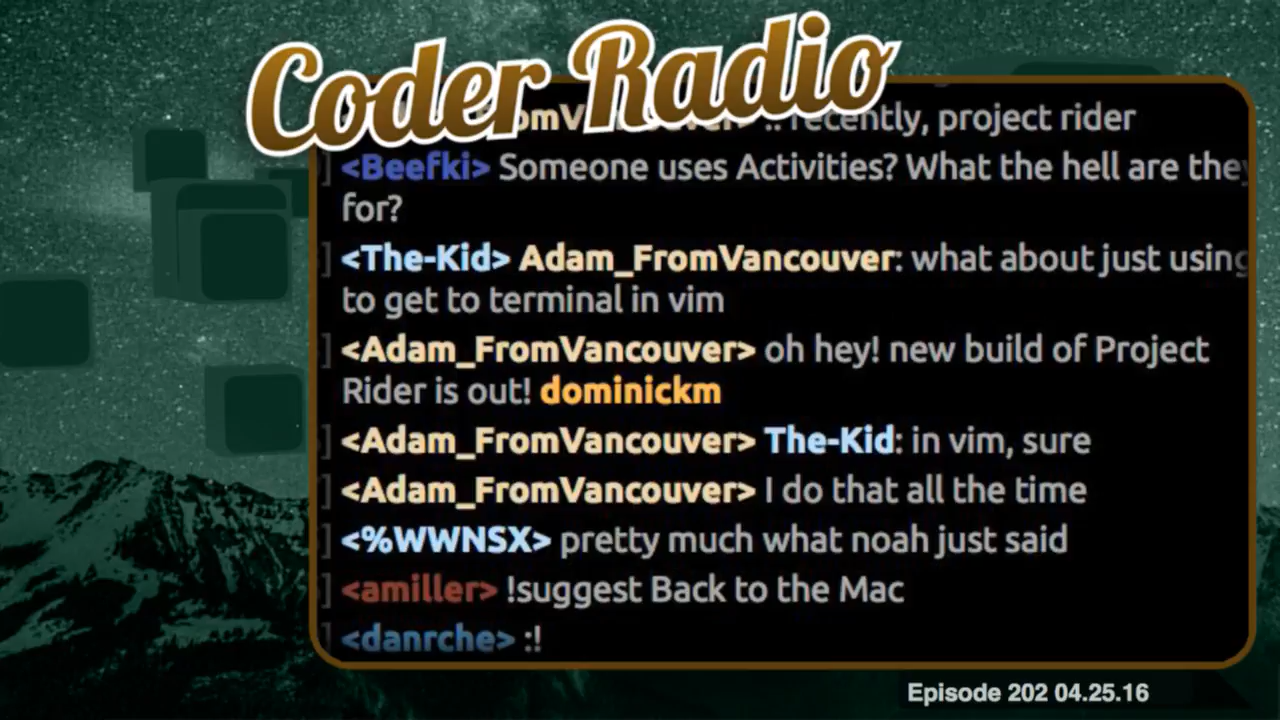 Coder Radio
recently, project rider
<Beefki> Someone uses Activities? What the hell are they
for?
<The-Kid> Adam_FromVancouver: what about just using
to get to terminal in vim
<Adam_FromVancouver> oh hey! new build of Project
Rider is out! dominickm
<Adam_FromVancouver> The-Kid: in vim, sure
<Adam_FromVancouver> I do that all the time
<%WWNSX> pretty much what noah just said
<amiller> !suggest Back to the Mac
<danrche> :!
Episode 202 04.25.16